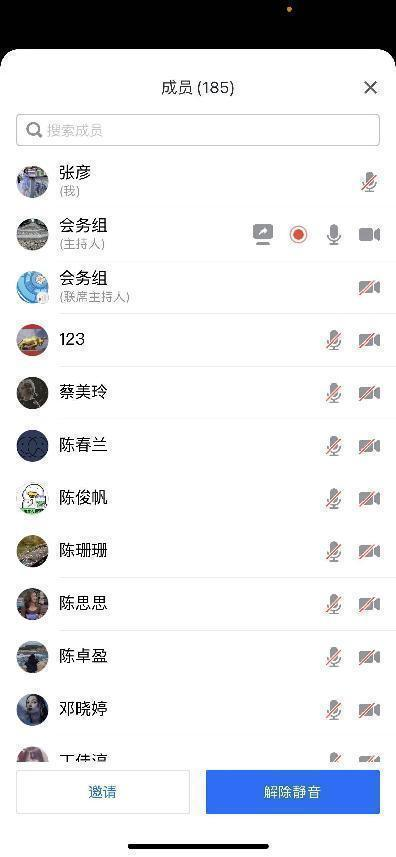 成员 (185)
搜索成员
张彦
(我)
会务组
(主持人)
会务组
(联席主持人)
123
蔡美玲
陈春兰
陈俊帆
陈珊珊
陈思思
陈卓盈
邓晓婷
邀请
解除静音